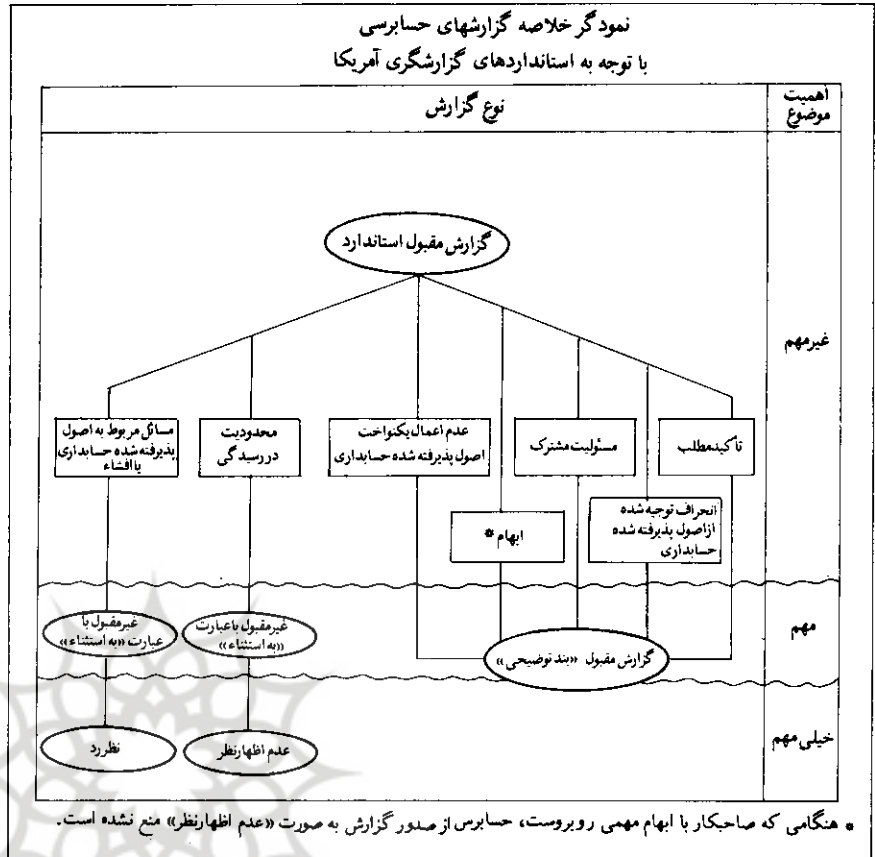 نمودگر خلاصه گزارشهای حسابرسی
با توجه به استانداردهای گزارشگری آمریکا
اهمیت
موضوع
نوع گزارش
گزارش مقبول استاندارد
غیرمهم
تأکید مطلب
مسئولیت مشترک
عدم اعمال یکنواخت
اصول پذیرفته شده حسابداری
محدودیت
در رسیدگی
مسائل مربوط به اصول
پذیرفته شده حسابداری
یا افشاء
انحراف توجیه شده
از اصول پذیرفته شده
حسابداری
ابهام *
مهم
گزارش مقبول «بند توضیحی»
غیرمقبول با عبارت
«به استثناء»
غیرمقبول با
عبارت «به استثناء»
خیلی مهم
عدم اظهارنظر
نظر رد
* هنگامی که صاحبکار با ابهام مهمی روبروست، حسابرس از صدور گزارش به صورت «عدم اظهارنظر» منع نشده است.